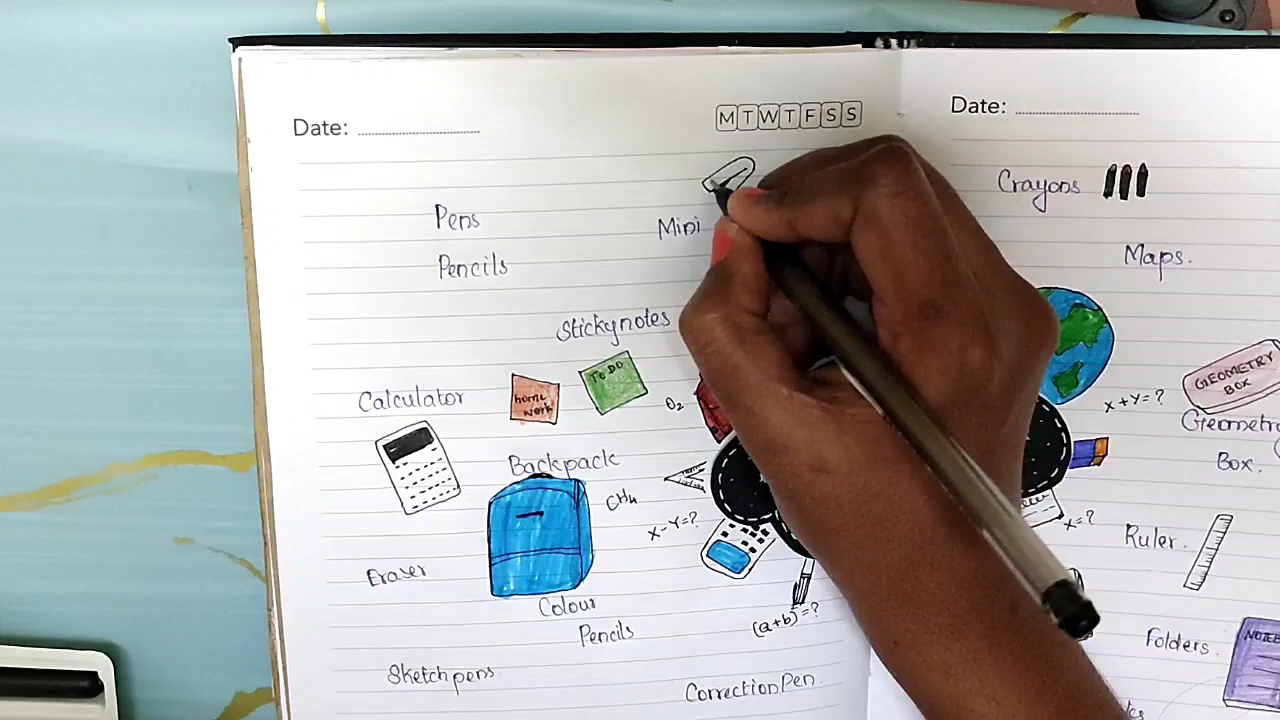 Date:
M T W T F S S
Pens
Mini
Pencils
Stickynotes
To DO
home
work
Calculator
O₂
Backpack
CH₄
X-Y=?
Eraser
Colour
Pencils
(a+b)²=?
Sketchpens
CorrectionPen.
Date:
Crayons
Maps.
X+Y=?
GEOMETRY
BOX
Box.
X=?
Ruler.
Folders.